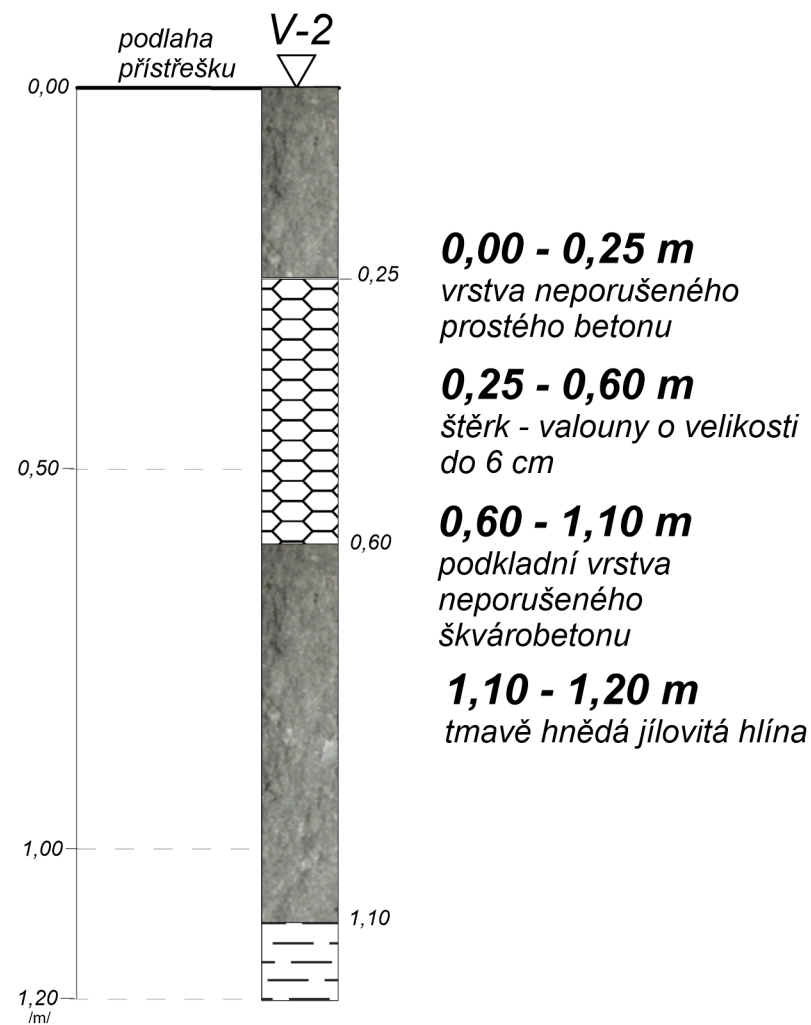 podlaha
přístřešku
V-2
0,00
0,25
0,50
0,60
1,00
1,10
1,20
/m/
0,00 - 0,25 m
vrstva neporušeného
prostého betonu
0,25 - 0,60 m
štěrk - valouny o velikosti
do 6 cm
0,60 - 1,10 m
podkladní vrstva
neporušeného
škvárobetonu
1,10 - 1,20 m
tmavě hnědá jílovitá hlína